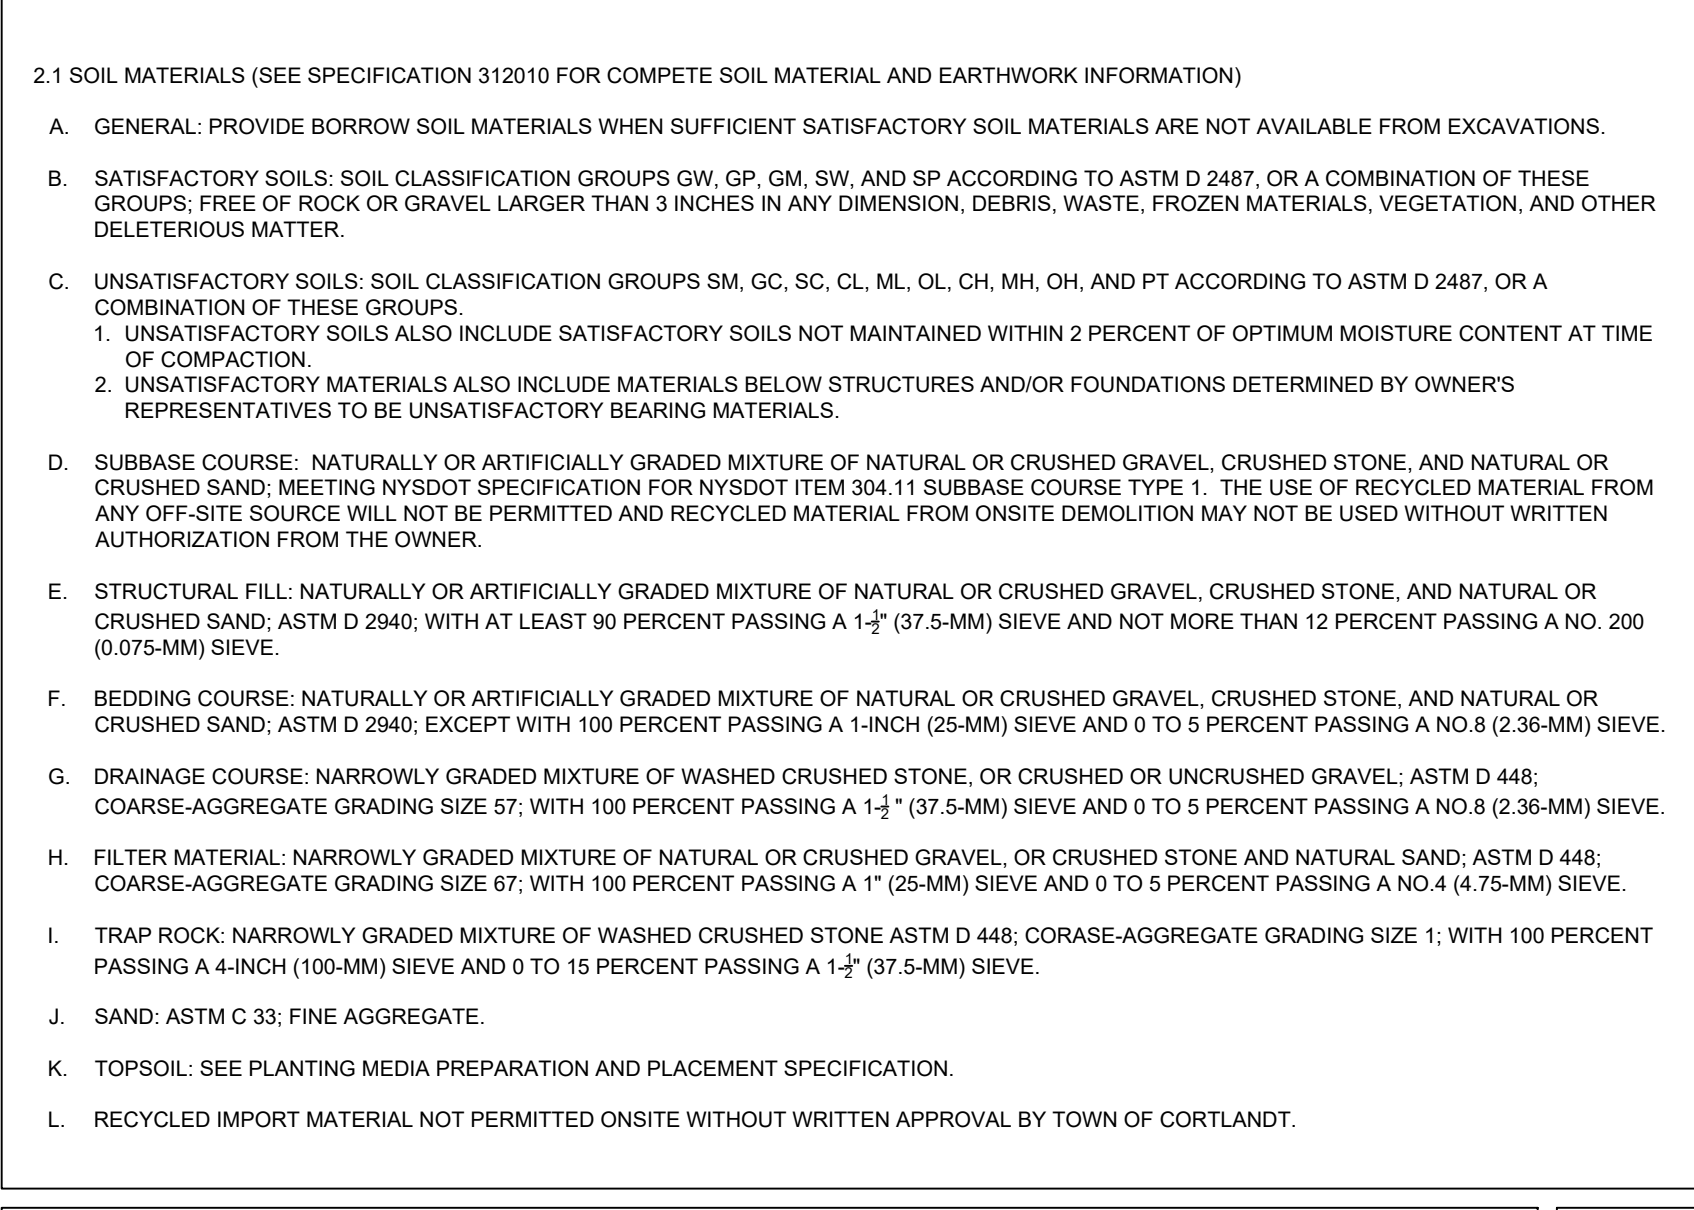 2.1 SOIL MATERIALS (SEE SPECIFICATION 312010 FOR COMPETE SOIL MATERIAL AND EARTHWORK INFORMATION)
A. GENERAL: PROVIDE BORROW SOIL MATERIALS WHEN SUFFICIENT SATISFACTORY SOIL MATERIALS ARE NOT AVAILABLE FROM EXCAVATIONS.
B. SATISFACTORY SOILS: SOIL CLASSIFICATION GROUPS GW, GP, GM, SW, AND SP ACCORDING TO ASTM D 2487, OR A COMBINATION OF THESE
GROUPS; FREE OF ROCK OR GRAVEL LARGER THAN 3 INCHES IN ANY DIMENSION, DEBRIS, WASTE, FROZEN MATERIALS, VEGETATION, AND OTHER
DELETERIOUS MATTER.
C. UNSATISFACTORY SOILS: SOIL CLASSIFICATION GROUPS SM, GC, SC, CL, ML, OL, CH, MH, OH, AND PT ACCORDING TO ASTM D 2487, OR A
COMBINATION OF THESE GROUPS.
1. UNSATISFACTORY SOILS ALSO INCLUDE SATISFACTORY SOILS NOT MAINTAINED WITHIN 2 PERCENT OF OPTIMUM MOISTURE CONTENT AT TIME
OF COMPACTION.
2. UNSATISFACTORY MATERIALS ALSO INCLUDE MATERIALS BELOW STRUCTURES AND/OR FOUNDATIONS DETERMINED BY OWNER'S
REPRESENTATIVES TO BE UNSATISFACTORY BEARING MATERIALS.
D. SUBBASE COURSE: NATURALLY OR ARTIFICIALLY GRADED MIXTURE OF NATURAL OR CRUSHED GRAVEL, CRUSHED STONE, AND NATURAL OR
CRUSHED SAND; MEETING NYSDOT SPECIFICATION FOR NYSDOT ITEM 304.11 SUBBASE COURSE TYPE 1. THE USE OF RECYCLED MATERIAL FROM
ANY OFF-SITE SOURCE WILL NOT BE PERMITTED AND RECYCLED MATERIAL FROM ONSITE DEMOLITION MAY NOT BE USED WITHOUT WRITTEN
AUTHORIZATION FROM THE OWNER.
E. STRUCTURAL FILL: NATURALLY OR ARTIFICIALLY GRADED MIXTURE OF NATURAL OR CRUSHED GRAVEL, CRUSHED STONE, AND NATURAL OR
CRUSHED SAND; ASTM D 2940; WITH AT LEAST 90 PERCENT PASSING A 1-½" (37.5-MM) SIEVE AND NOT MORE THAN 12 PERCENT PASSING A NO. 200
(0.075-MM) SIEVE.
F. BEDDING COURSE: NATURALLY OR ARTIFICIALLY GRADED MIXTURE OF NATURAL OR CRUSHED GRAVEL, CRUSHED STONE, AND NATURAL OR
CRUSHED SAND; ASTM D 2940; EXCEPT WITH 100 PERCENT PASSING A 1-INCH (25-MM) SIEVE AND 0 TO 5 PERCENT PASSING A NO.8 (2.36-MM) SIEVE.
G. DRAINAGE COURSE: NARROWLY GRADED MIXTURE OF WASHED CRUSHED STONE, OR CRUSHED OR UNCRUSHED GRAVEL; ASTM D 448;
COARSE-AGGREGATE GRADING SIZE 57; WITH 100 PERCENT PASSING A 1-½ " (37.5-MM) SIEVE AND 0 TO 5 PERCENT PASSING A NO.8 (2.36-MM) SIEVE.
H. FILTER MATERIAL: NARROWLY GRADED MIXTURE OF NATURAL OR CRUSHED GRAVEL, OR CRUSHED STONE AND NATURAL SAND; ASTM D 448;
COARSE-AGGREGATE GRADING SIZE 67; WITH 100 PERCENT PASSING A 1" (25-MM) SIEVE AND 0 TO 5 PERCENT PASSING A NO.4 (4.75-MM) SIEVE.
I. TRAP ROCK: NARROWLY GRADED MIXTURE OF WASHED CRUSHED STONE ASTM D 448; CORASE-AGGREGATE GRADING SIZE 1; WITH 100 PERCENT
PASSING A 4-INCH (100-MM) SIEVE AND 0 TO 15 PERCENT PASSING A 1-½" (37.5-MM) SIEVE.
J. SAND: ASTM C 33; FINE AGGREGATE.
K. TOPSOIL: SEE PLANTING MEDIA PREPARATION AND PLACEMENT SPECIFICATION.
L. RECYCLED IMPORT MATERIAL NOT PERMITTED ONSITE WITHOUT WRITTEN APPROVAL BY TOWN OF CORTLANDT.